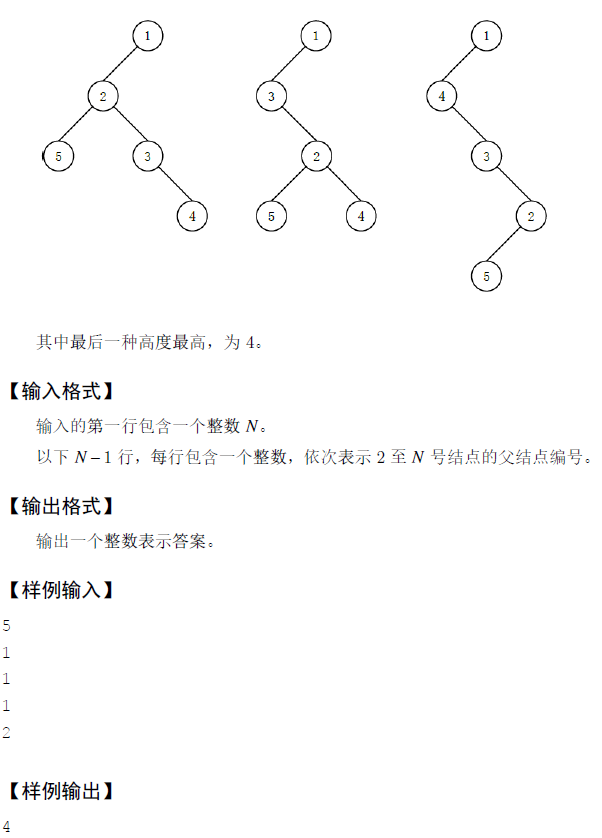 1 1 1
2 3 4
5 3 2 3
4 5 4 2
5
其中最后一种高度最高，为 4。
【输入格式】
输入的第一行包含一个整数 N。
以下 N − 1 行，每行包含一个整数，依次表示 2 至 N 号结点的父结点编号。
【输出格式】
输出一个整数表示答案。
【样例输入】
5
1
1
1
2
【样例输出】
4